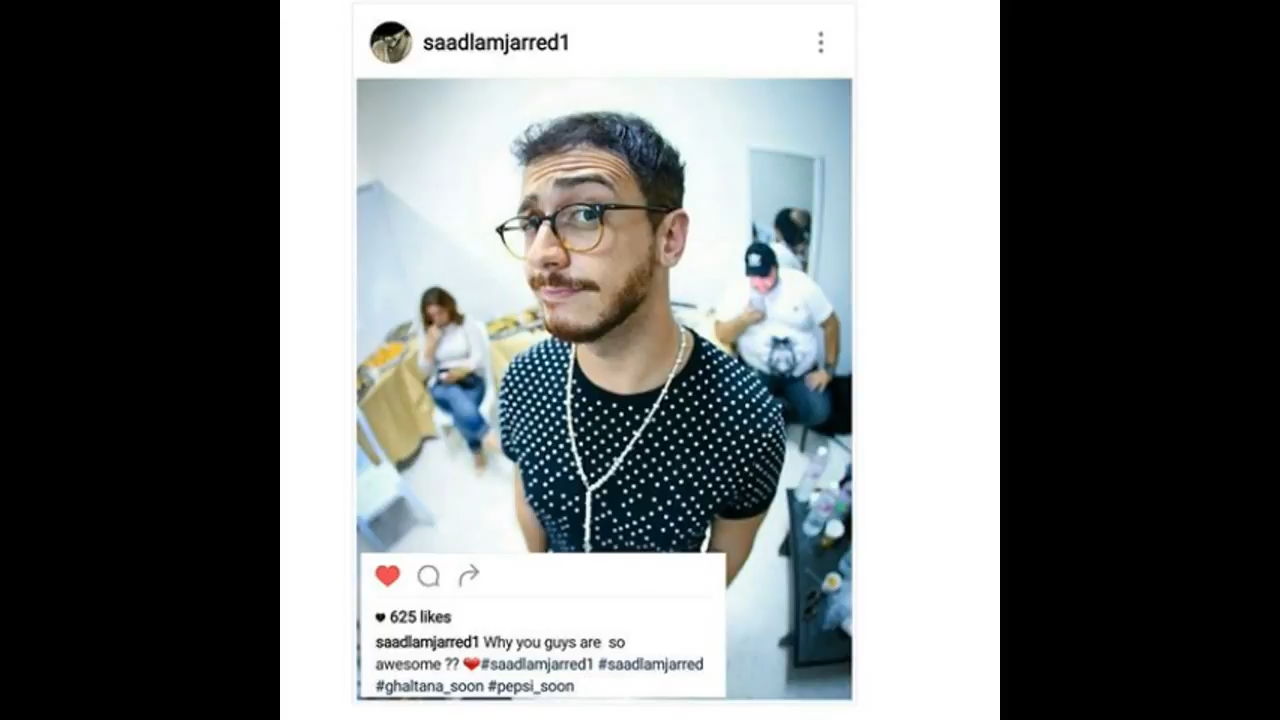 saadlamjarred1
625 likes
saadlamjarred1 Why you guys are so
awesome ?? ❤#saadlamjarred1 #saadlamjarred
#ghaltana_soon #pepsi_soon